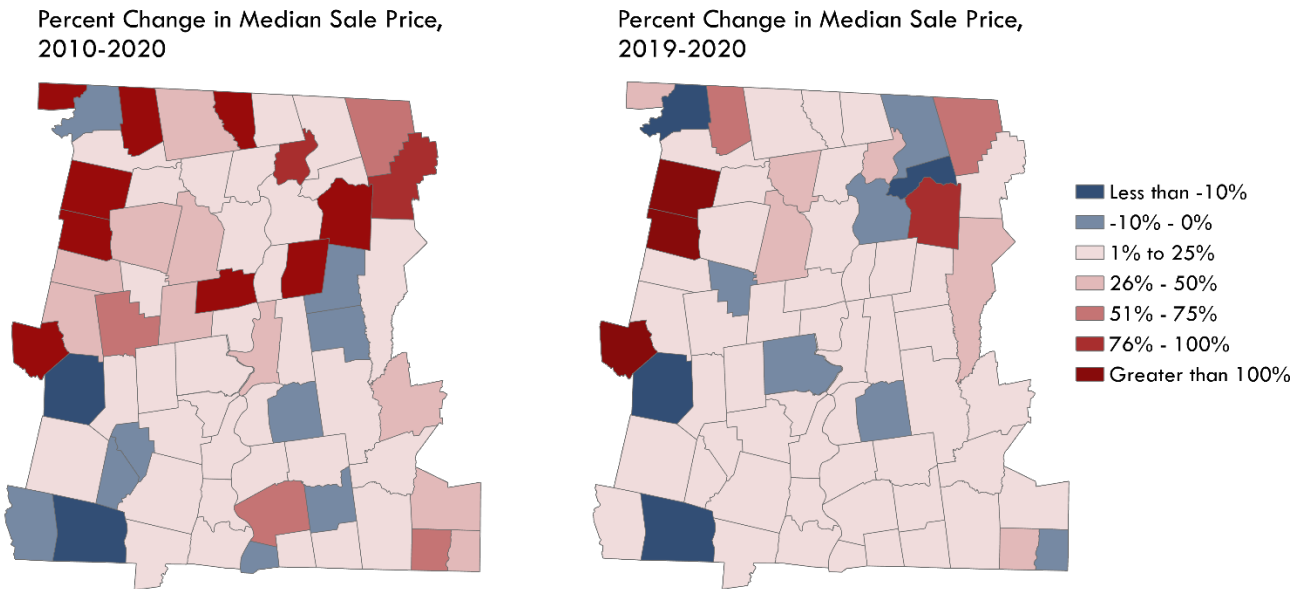 Percent Change in Median Sale Price,
2010-2020
Percent Change in Median Sale Price,
2019-2020
Less than -10%
-10% - 0%
1% to 25%
26% - 50%
51% - 75%
76% - 100%
Greater than 100%